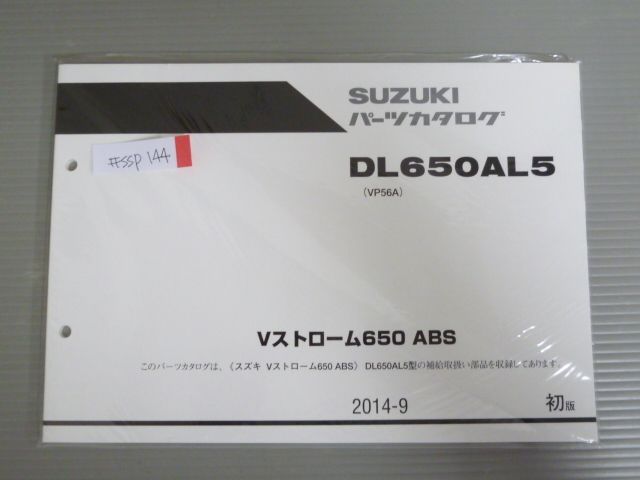 SUZUKI
パーツカタログ
#SSP 144
DL650AL5
(VP56A)
Vストローム650 ABS
このパーツカタログは、〈スズキ Vストローム650 ABS〉 DL650AL5型の補給取扱い部品を収録してあります。
2014-9
初版